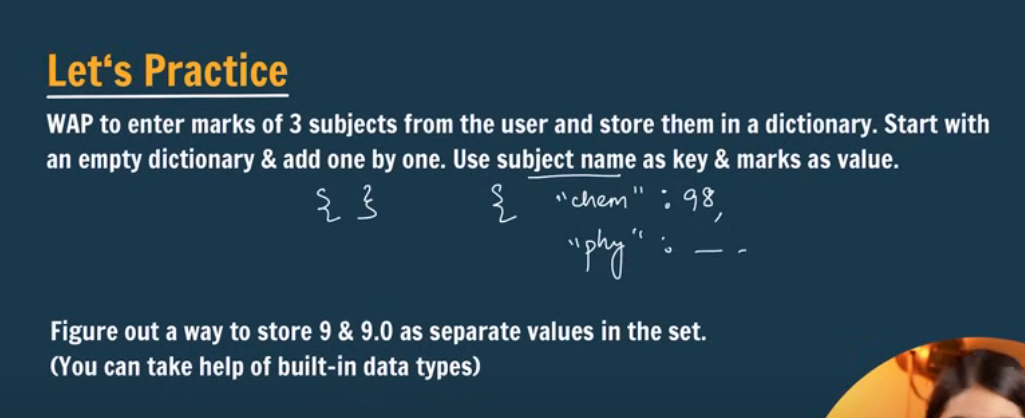 Let's Practice
WAP to enter marks of 3 subjects from the user and store them in a dictionary. Start with
an empty dictionary & add one by one. Use subject name as key & marks as value.
{ } { "chem" : 98,
"phy" : — -
Figure out a way to store 9 & 9.0 as separate values in the set.
(You can take help of built-in data types)